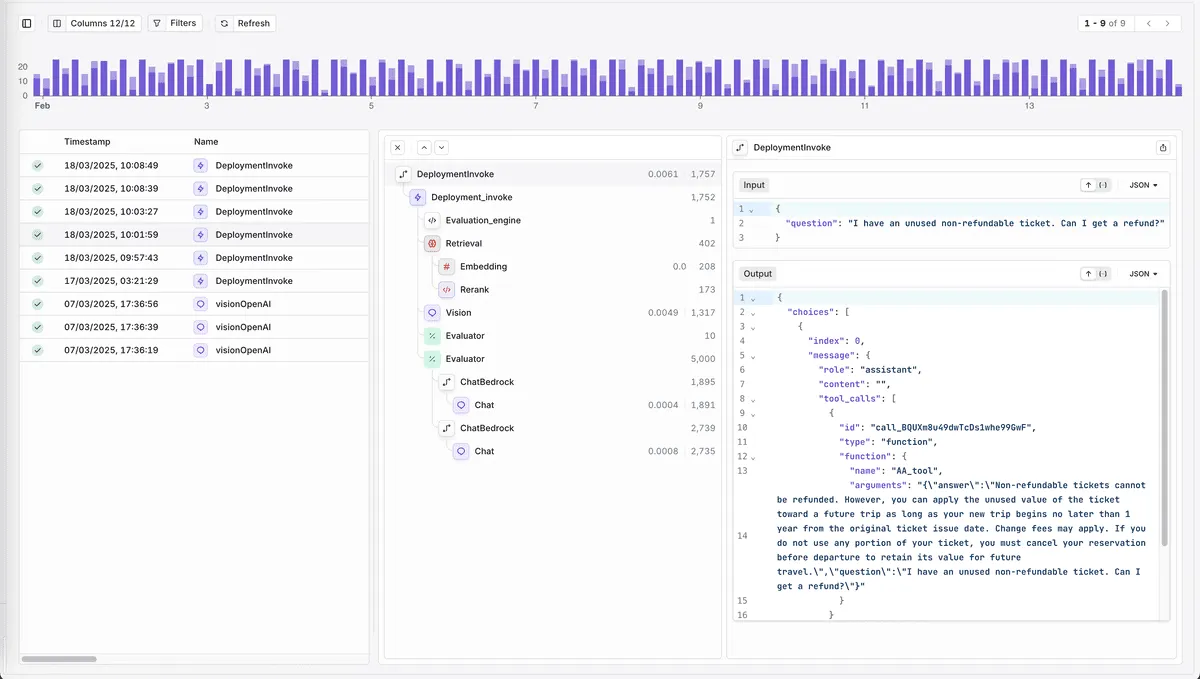 Columns 12/12 Filters Refresh 1 - 9 of 9
20
10
0
Feb 3 5 7 9 11 13
Timestamp Name
18/03/2025, 10:08:49 DeploymentInvoke
18/03/2025, 10:08:39 DeploymentInvoke
18/03/2025, 10:03:27 DeploymentInvoke
18/03/2025, 10:01:59 DeploymentInvoke
18/03/2025, 09:57:43 DeploymentInvoke
17/03/2025, 03:21:29 DeploymentInvoke
07/03/2025, 17:36:56 visionOpenAI
07/03/2025, 17:36:39 visionOpenAI
07/03/2025, 17:36:19 visionOpenAI
DeploymentInvoke 0.0061 1,757
Deployment_invoke 1,752
Evaluation_engine 1
Retrieval 402
Embedding 0.0 208
Rerank 173
Vision 0.0049 1,317
Evaluator 10
Evaluator 5,000
ChatBedrock 1,895
Chat 0.0004 1,891
ChatBedrock 2,739
Chat 0.0008 2,735
DeploymentInvoke
Input JSON
1 {
2 "question": "I have an unused non-refundable ticket. Can I get a refund?"
3 }
Output JSON
1 {
2 "choices": [
3 {
4 "index": 0,
5 "message": {
6 "role": "assistant",
7 "content": "",
8 "tool_calls": [
9 {
10 "id": "call_BQUXm8u49dwTcDs1whe99GwF",
11 "type": "function",
12 "function": {
13 "name": "AA_tool",
"arguments": "{\"answer\":\"Non-refundable tickets cannot
be refunded. However, you can apply the unused value of the ticket
toward a future trip as long as your new trip begins no later than 1
year from the original ticket issue date. Change fees may apply. If you
14 do not use any portion of your ticket, you must cancel your reservation
before departure to retain its value for future
travel.\",\"question\":\"I have an unused non-refundable ticket. Can I
get a refund?\"}"
15 }
16 }